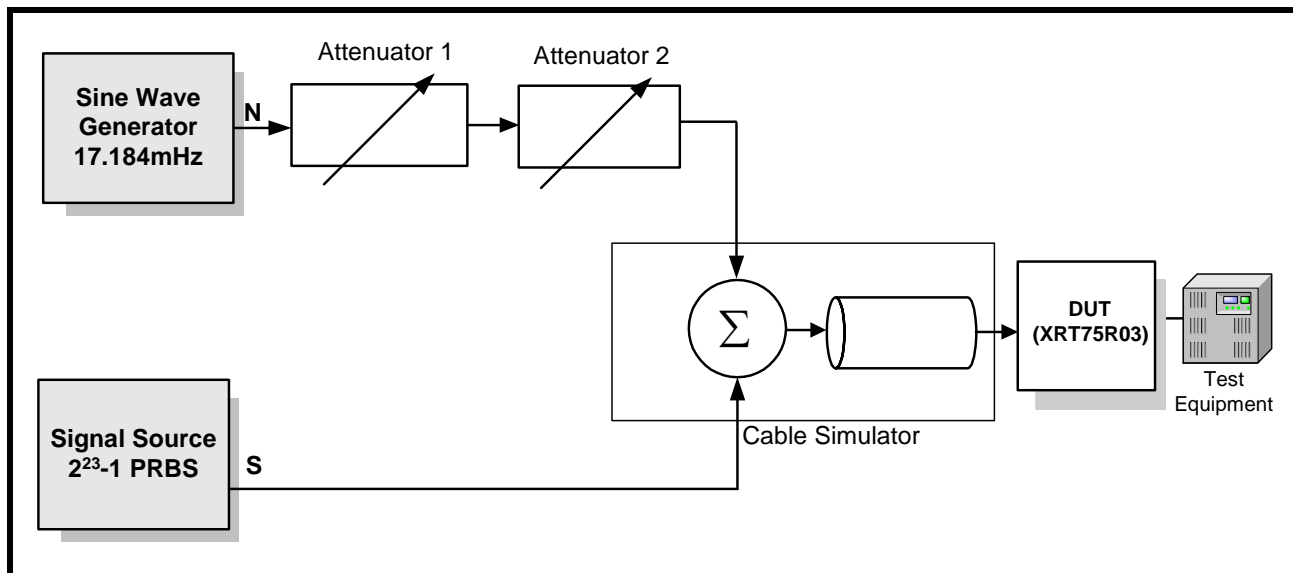 Attenuator 1
Attenuator 2
Sine Wave
Generator
17.184mHz
N
Σ
DUT
(XRT75R03)
Test
Equipment
Cable Simulator
Signal Source
2²³-1 PRBS
S